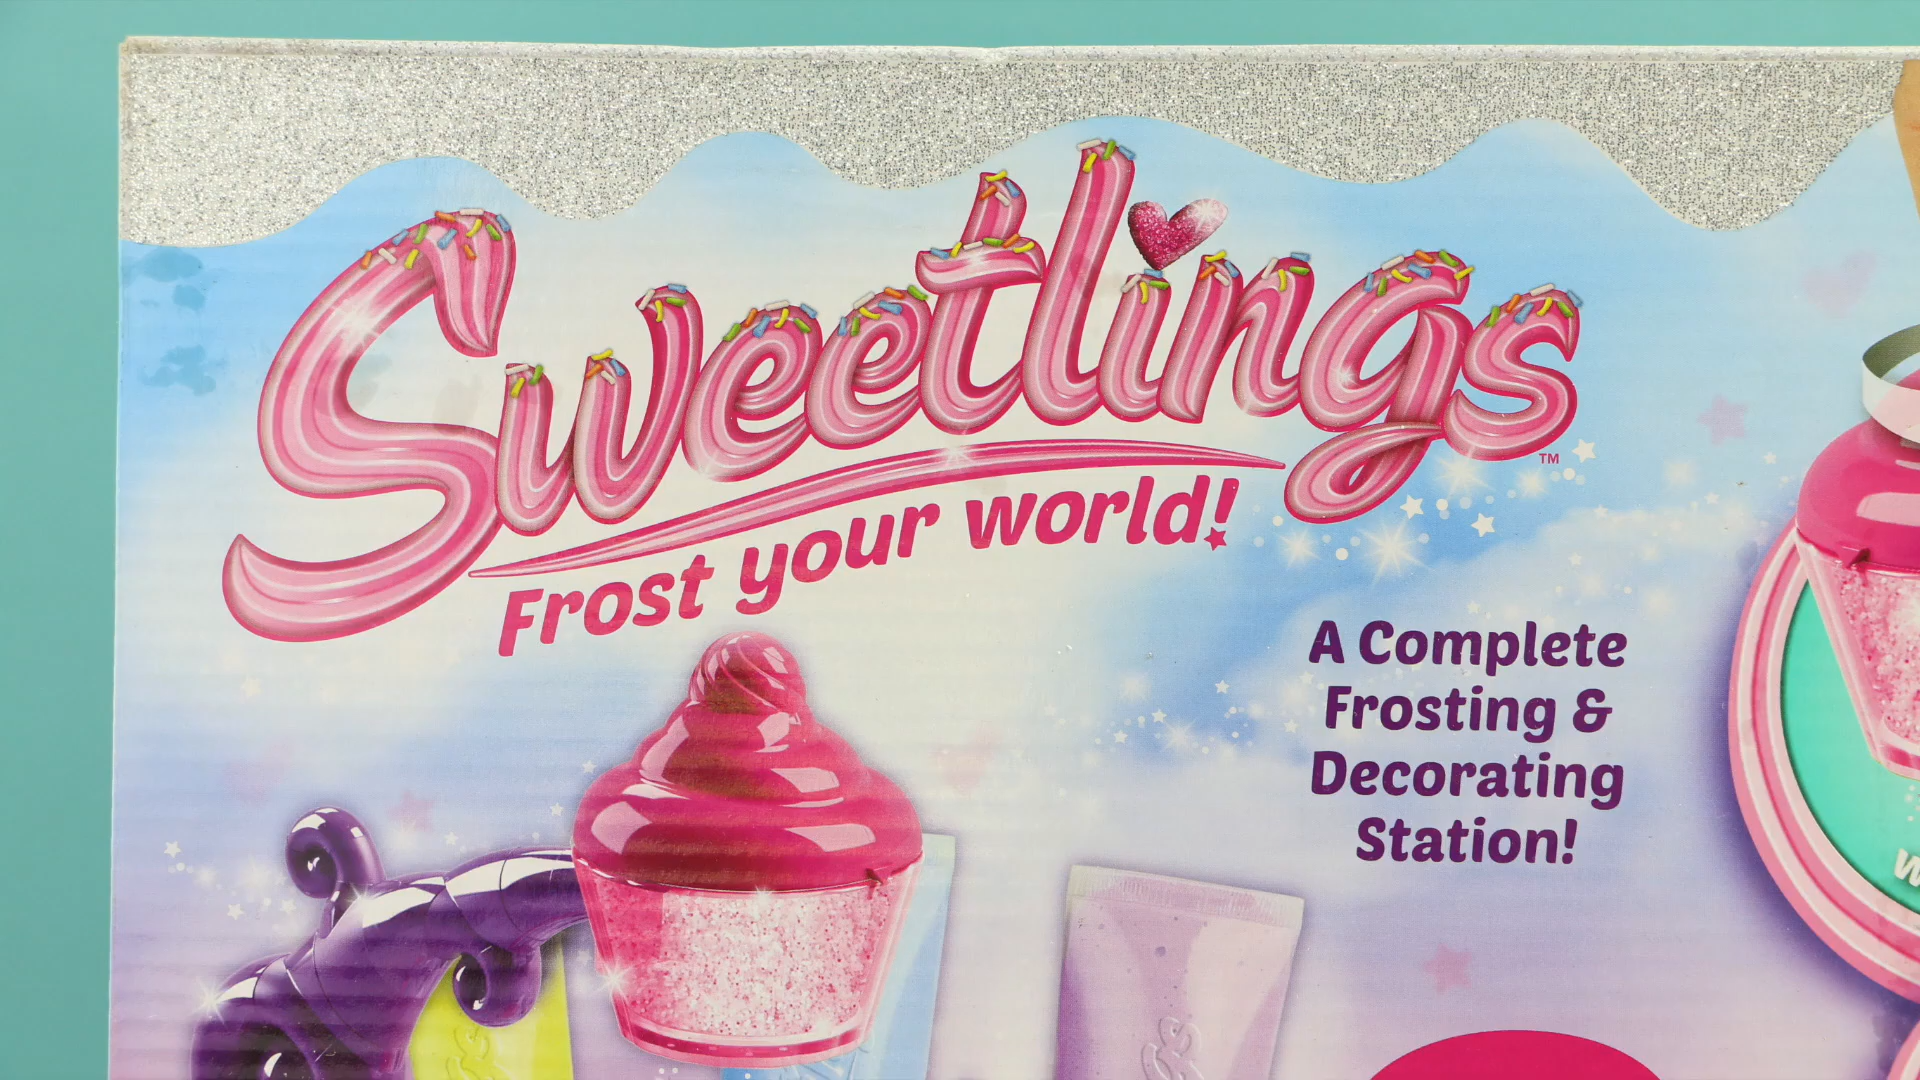 Sweetlings™
Frost your world!
A Complete
Frosting &
Decorating
Station!